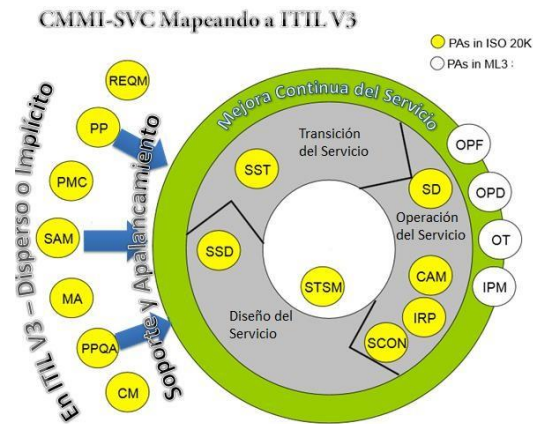 CMMI-SVC Mapeando a ITIL V3
PAs in ISO 20K
PAs in ML3 :
En ITIL V3 – Disperso o Implícito
Soporte y Apalancamiento
REQM
PP
PMC
SAM
MA
PPQA
CM
Mejora Continua del Servicio
Transición
del Servicio
SST
SD
Operación
del Servicio
SSD
STSM
CAM
IRP
SCON
Diseño del
Servicio
OPF
OPD
OT
IPM